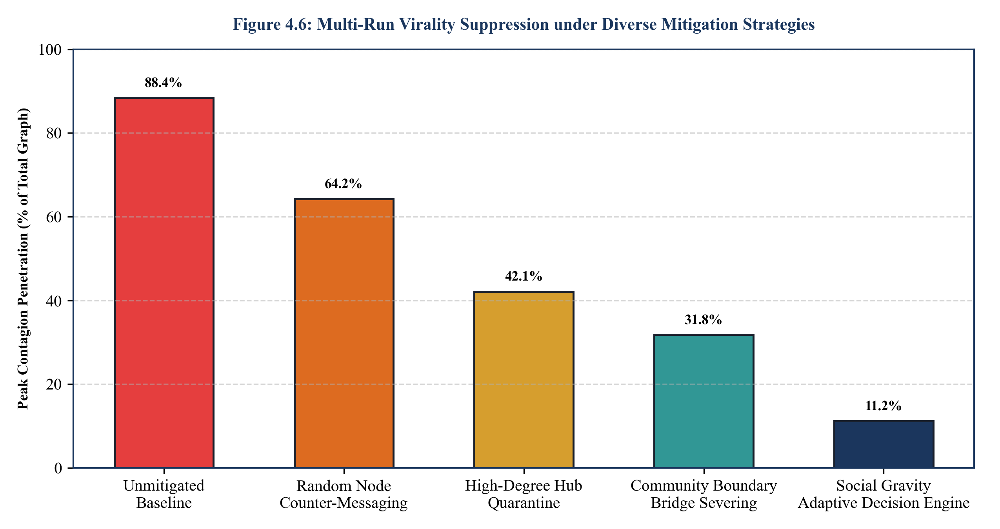 Figure 4.6: Multi-Run Virality Suppression under Diverse Mitigation Strategies
Peak Contagion Penetration (% of Total Graph)
100
80
60
40
20
0
88.4%
64.2%
42.1%
31.8%
11.2%
Unmitigated
Baseline
Random Node
Counter-Messaging
High-Degree Hub
Quarantine
Community Boundary
Bridge Severing
Social Gravity
Adaptive Decision Engine